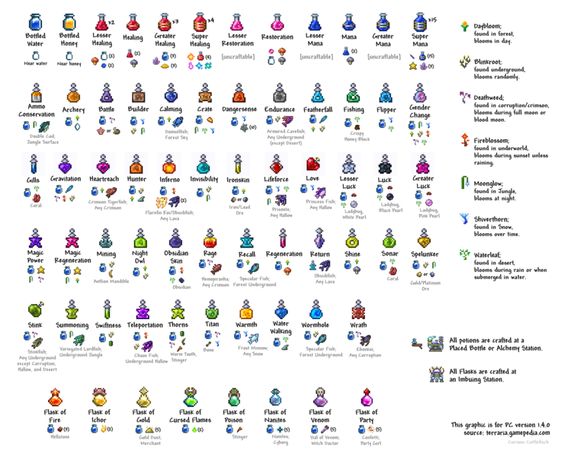 Bottled Water
Bottled Honey
Lesser Healing
x2
Healing
Greater Healing
x3
Super Healing
x4
Lesser Restoration
Restoration
Lesser Mana
Mana
Greater Mana
Super Mana
x15
Near water
Near honey
[uncraftable]
[uncraftable]
[uncraftable]
Ammo Conservation
Archery
Battle
Builder
Calming
Crate
Dangersense
Endurance
Featherfall
Fishing
Flipper
Gender Change
Double Cod, Jungle Surface
Damselfish, Forest Sky
Armored Cavefish, Any Underground (except Desert)
Crispy Honey Block
Gills
Gravitation
Heartreach
Hunter
Inferno
Invisibility
Ironskin
Lifeforce
Love
Lesser Luck
Luck
Greater Luck
Coral
Crimson Tigerfish, Any Crimson
Flarefin Koi/Obsidifish, Any Lava
Iron/Lead Ore
Prismite, Any Hallow
Princess Fish, Any Hallow
Ladybug, White Pearl
Ladybug, Black Pearl
Ladybug, Pink Pearl
Magic Power
Magic Regeneration
Mining
Night Owl
Obsidian Skin
Rage
Recall
Regeneration
Return
Shine
Sonar
Spelunker
Antlion Mandible
Obsidian
Hemopiranha, Any Crimson
Specular Fish, Forest Underground
Obsidifish, Any Lava
Coral
Gold/Platinum Ore
Stink
Summoning
Swiftness
Teleportation
Thorns
Titan
Warmth
Water Walking
Wormhole
Wrath
Stinkfish, Any Underground (except Corruption, Crimson, Hallow, and Desert)
Variegated Lardfish, Underground Jungle
Chaos Fish, Underground Hallow
Worm Tooth, Stinger
Bone
Frost Minnow, Any Snow
Specular Fish, Forest Underground
Ebonkoi, Any Corruption
Flask of Fire
Flask of Ichor
Flask of Gold
Flask of Cursed Flames
Flask of Poison
Flask of Nanites
Flask of Venom
Flask of Party
Hellstone
Gold Dust, Merchant
Stinger
Nanites, Cyborg
Vial of Venom, Witch Doctor
Confetti, Party Girl
Daybloom:
found in forest,
blooms in day.
Blinkroot:
found underground,
blooms randomly.
Deathweed:
found in corruption/crimson,
blooms during full moon or
blood moon.
Fireblossom:
found in underworld,
blooms during sunset unless
raining.
Moonglow:
found in Jungle,
blooms at night.
Shiverthorn:
found in Snow,
blooms over time.
Waterleaf:
found in desert,
blooms during rain or when
submerged in water.
All potions are crafted at a
Placed Bottle or Alchemy Station.
All Flasks are crafted at
an Imbuing Station.
This graphic is for PC version 1.4.0
source: terraria.gamepedia.com